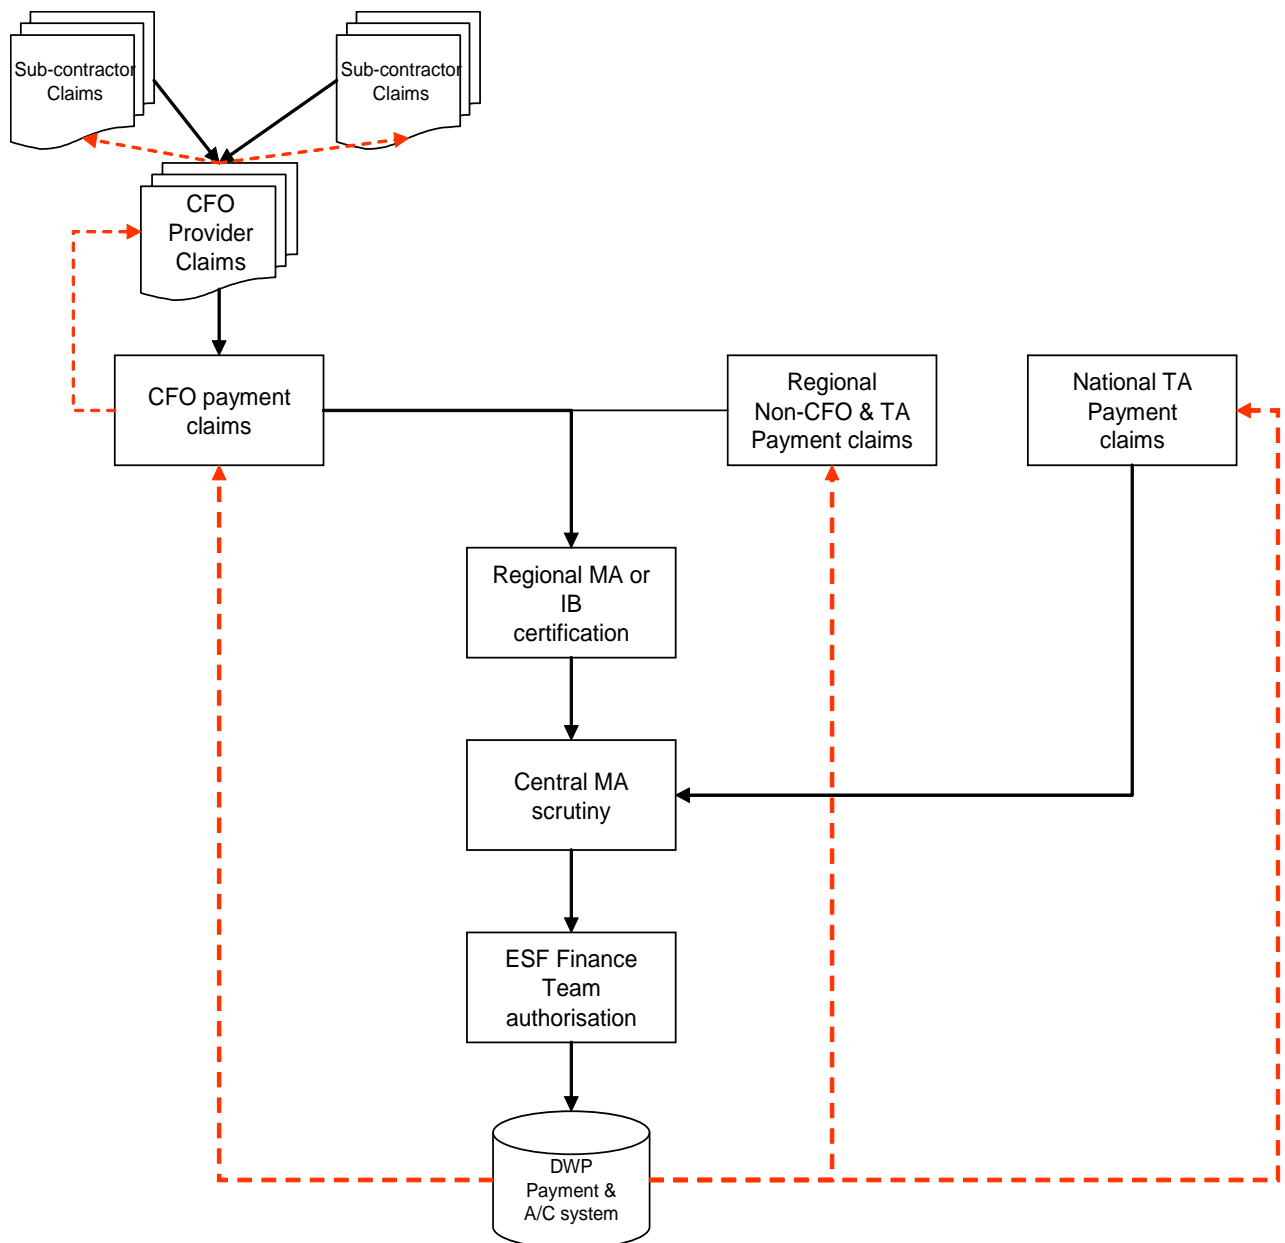 Sub-contractor
Claims
Sub-contractor
Claims
CFO
Provider
Claims
CFO payment
claims
Regional
Non-CFO & TA
Payment claims
National TA
Payment
claims
Regional MA or
IB
certification
Central MA
scrutiny
ESF Finance
Team
authorisation
DWP
Payment &
A/C system